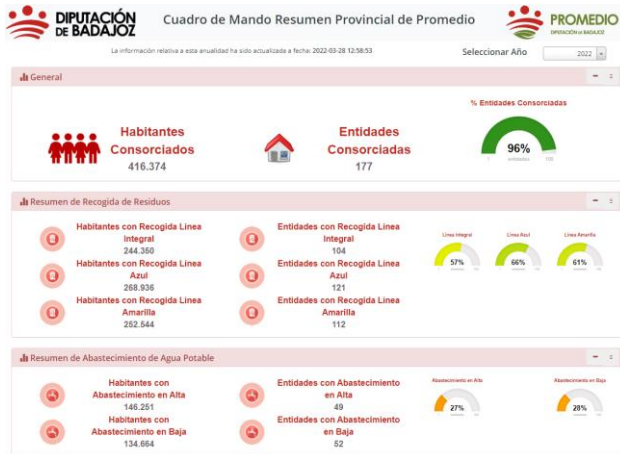 DIPUTACIÓN
DE BADAJOZ
Cuadro de Mando Resumen Provincial de Promedio
PROMEDIO
DIPUTACIÓN DE BADAJOZ
La información relativa a esta anualidad ha sido actualizada a fecha: 2022-03-28 12:58:53
Seleccionar Año
2022
General
Habitantes
Consorciados
416.374
Entidades
Consorciadas
177
% Entidades Consorciadas
96%
entidades
Resumen de Recogida de Residuos
Habitantes con Recogida Linea
Integral
244.350
Habitantes con Recogida Linea
Azul
268.936
Habitantes con Recogida Linea
Amarilla
252.544
Entidades con Recogida Linea
Integral
104
Entidades con Recogida Linea
Azul
121
Entidades con Recogida Linea
Amarilla
112
Linea Integral
57%
Linea Azul
66%
Linea Amarilla
61%
Resumen de Abastecimiento de Agua Potable
Habitantes con
Abastecimiento en Alta
146.251
Habitantes con
Abastecimiento en Baja
134.664
Entidades con Abastecimiento
en Alta
49
Entidades con Abastecimiento
en Baja
52
Abastecimiento en Alta
27%
Abastecimiento en Baja
28%